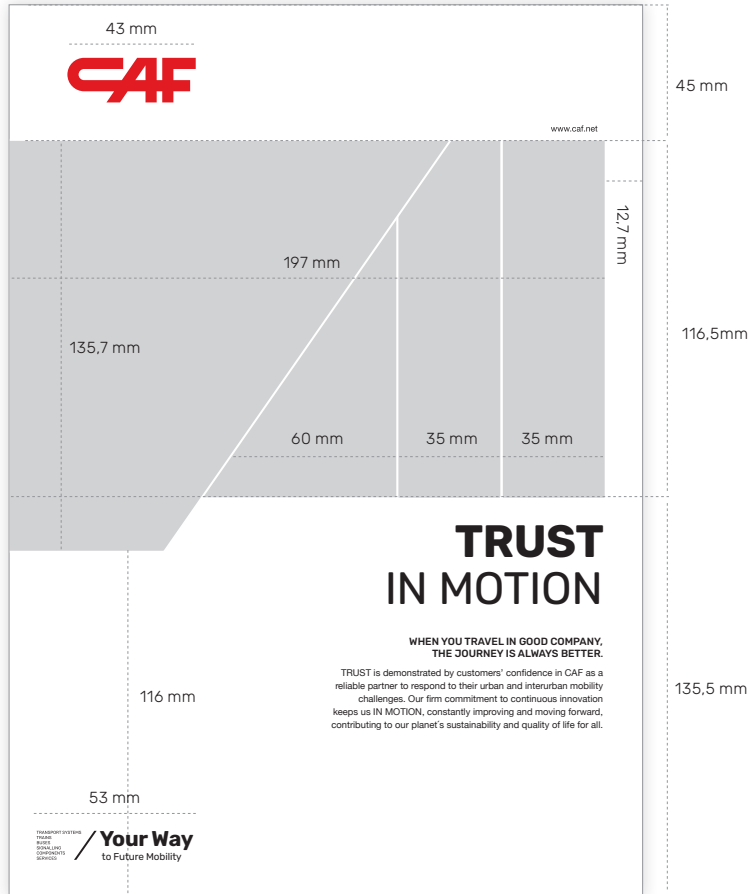 43 mm
CAF
45 mm
www.caf.net
12,7 mm
197 mm
116,5mm
135,7 mm
60 mm
35 mm
35 mm
TRUST
IN MOTION
WHEN YOU TRAVEL IN GOOD COMPANY,
THE JOURNEY IS ALWAYS BETTER.
TRUST is demonstrated by customers' confidence in CAF as a
reliable partner to respond to their urban and interurban mobility
challenges. Our firm commitment to continuous innovation
keeps us IN MOTION, constantly improving and moving forward,
contributing to our planet´s sustainability and quality of life for all.
116 mm
135,5 mm
53 mm
TRANSPORT SYSTEMS
TRAINS
BUSES
SIGNALLING
COMPONENTS
SERVICES
Your Way
to Future Mobility